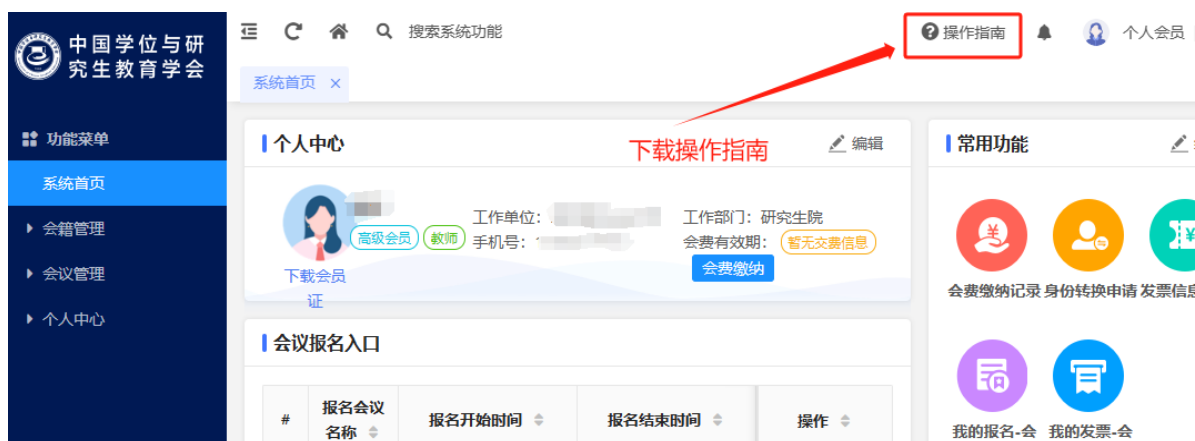 中国学位与研
究生教育学会
搜索系统功能
操作指南
个人会员
系统首页 ×
功能菜单
系统首页
会籍管理
会议管理
个人中心
个人中心
下载操作指南
编辑
高级会员
教师
工作单位：
手机号：
工作部门：研究生院
会费有效期：
暂无交费信息
会费缴纳
下载会员
证
会议报名入口
#
报名会议
名称
报名开始时间
报名结束时间
操作
常用功能
会费缴纳记录
身份转换申请
发票信息
我的报名-会
我的发票-会